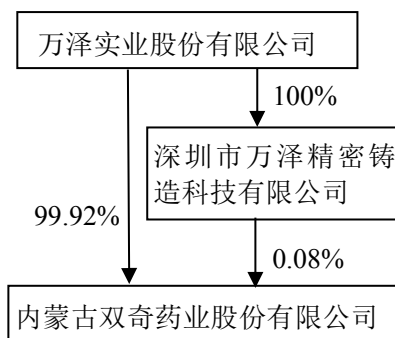 万泽实业股份有限公司
100%
深圳市万泽精密铸
造科技有限公司
99.92%
0.08%
内蒙古双奇药业股份有限公司